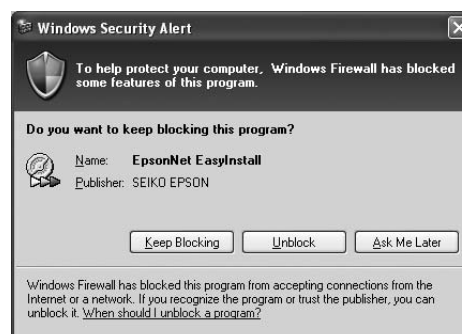 Windows Security Alert
To help protect your computer, Windows Firewall has blocked
some features of this program.
Do you want to keep blocking this program?
Name: EpsonNet EasyInstall
Publisher: SEIKO EPSON
Keep Blocking Unblock Ask Me Later
Windows Firewall has blocked this program from accepting connections from the
Internet or a network. If you recognize the program or trust the publisher, you can
unblock it. When should I unblock a program?